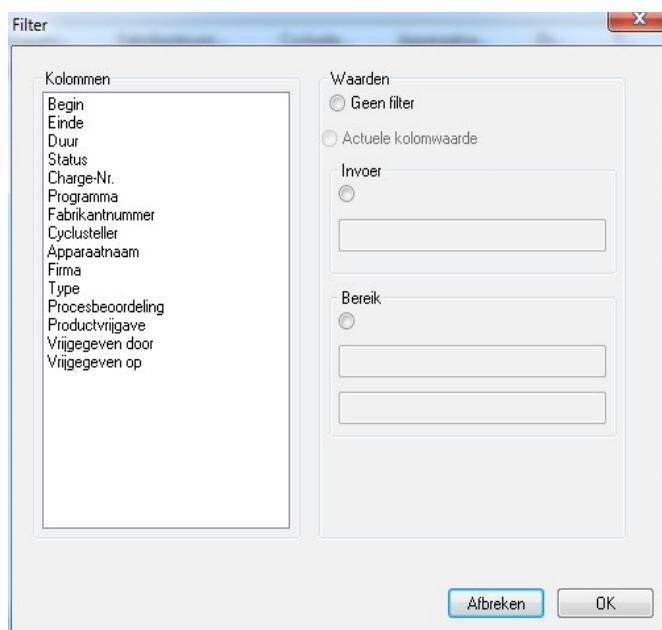 Filter
Kolommen
Begin
Einde
Duur
Status
Charge-Nr.
Programma
Fabrikantnummer
Cyclusteller
Apparaatnaam
Firma
Type
Procesbeoordeling
Productvrijgave
Vrijgegeven door
Vrijgegeven op
Waarden
Geen filter
Actuele kolomwaarde
Invoer
Bereik
Afbreken
OK